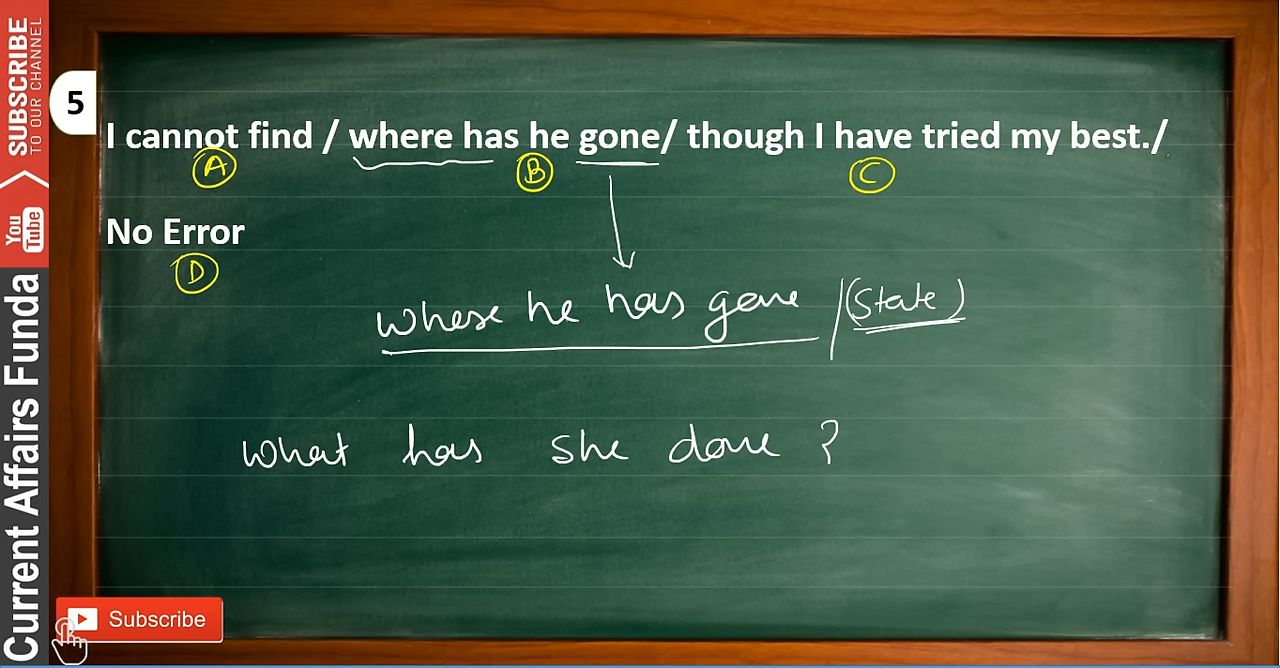 SUBSCRIBE
TO OUR CHANNEL
You
Tube
Current Affairs Funda
5
I cannot find / where has he gone/ though I have tried my best./
A B C
No Error
D
where he has gone /(State)
what has she done ?
Subscribe